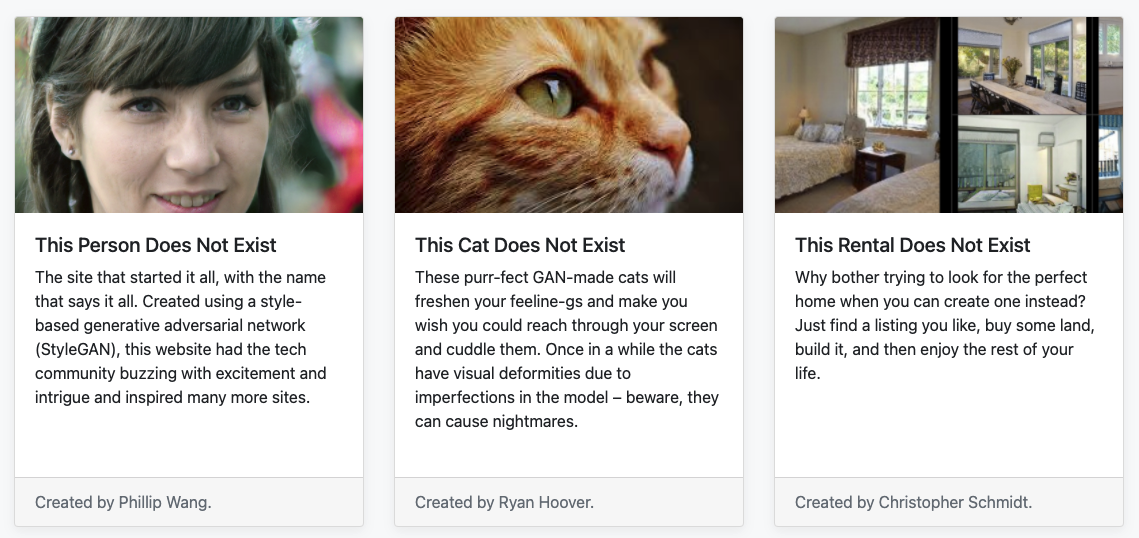 This Person Does Not Exist
The site that started it all, with the name
that says it all. Created using a style-
based generative adversarial network
(StyleGAN), this website had the tech
community buzzing with excitement and
intrigue and inspired many more sites.
Created by Phillip Wang.
This Cat Does Not Exist
These purr-fect GAN-made cats will
freshen your feeline-gs and make you
wish you could reach through your screen
and cuddle them. Once in a while the cats
have visual deformities due to
imperfections in the model – beware, they
can cause nightmares.
Created by Ryan Hoover.
This Rental Does Not Exist
Why bother trying to look for the perfect
home when you can create one instead?
Just find a listing you like, buy some land,
build it, and then enjoy the rest of your
life.
Created by Christopher Schmidt.